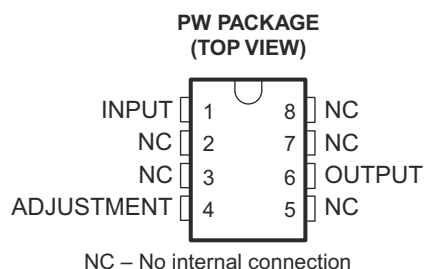 PW PACKAGE
(TOP VIEW)
INPUT 1 8 NC
NC 2 7 NC
NC 3 6 OUTPUT
ADJUSTMENT 4 5 NC
NC – No internal connection